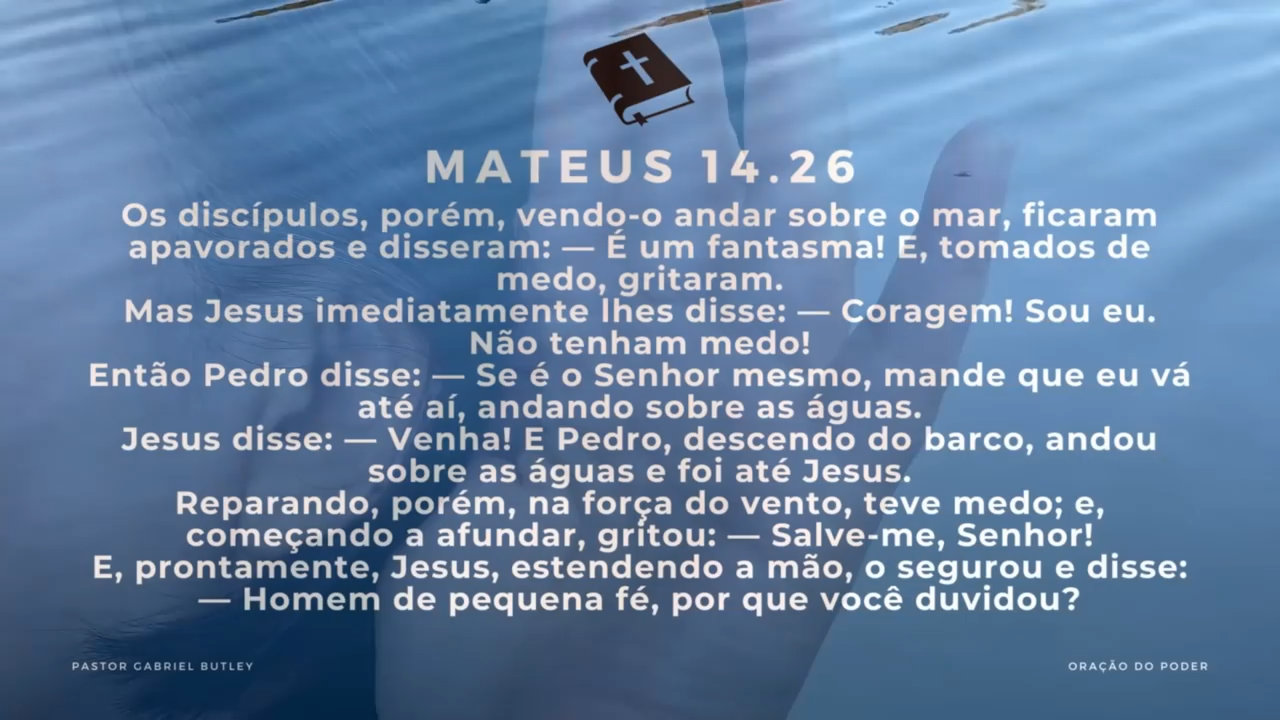 MATEUS 14.26
Os discípulos, porém, vendo-o andar sobre o mar, ficaram
apavorados e disseram: — É um fantasma! E, tomados de
medo, gritaram.
Mas Jesus imediatamente lhes disse: — Coragem! Sou eu.
Não tenham medo!
Então Pedro disse: — Se é o Senhor mesmo, mande que eu vá
até aí, andando sobre as águas.
Jesus disse: — Venha! E Pedro, descendo do barco, andou
sobre as águas e foi até Jesus.
Reparando, porém, na força do vento, teve medo; e,
começando a afundar, gritou: — Salve-me, Senhor!
E, prontamente, Jesus, estendendo a mão, o segurou e disse:
— Homem de pequena fé, por que você duvidou?
PASTOR GABRIEL BUTLEY
ORAÇÃO DO PODER